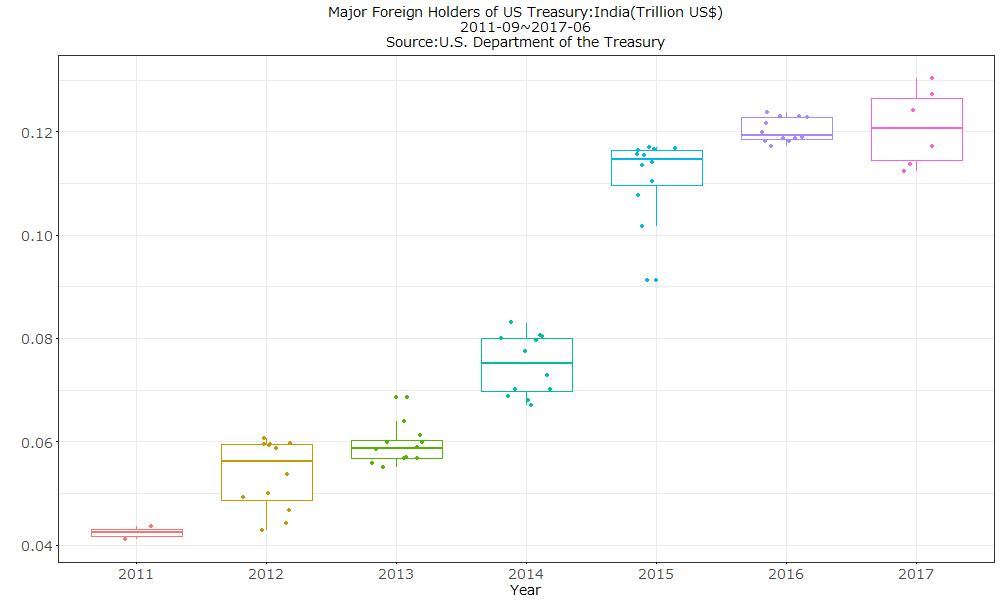 Major Foreign Holders of US Treasury:India(Trillion US$)
2011-09~2017-06
Source:U.S. Department of the Treasury
0.12
0.10
0.08
0.06
0.04
2011 2012 2013 2014 2015 2016 2017
Year